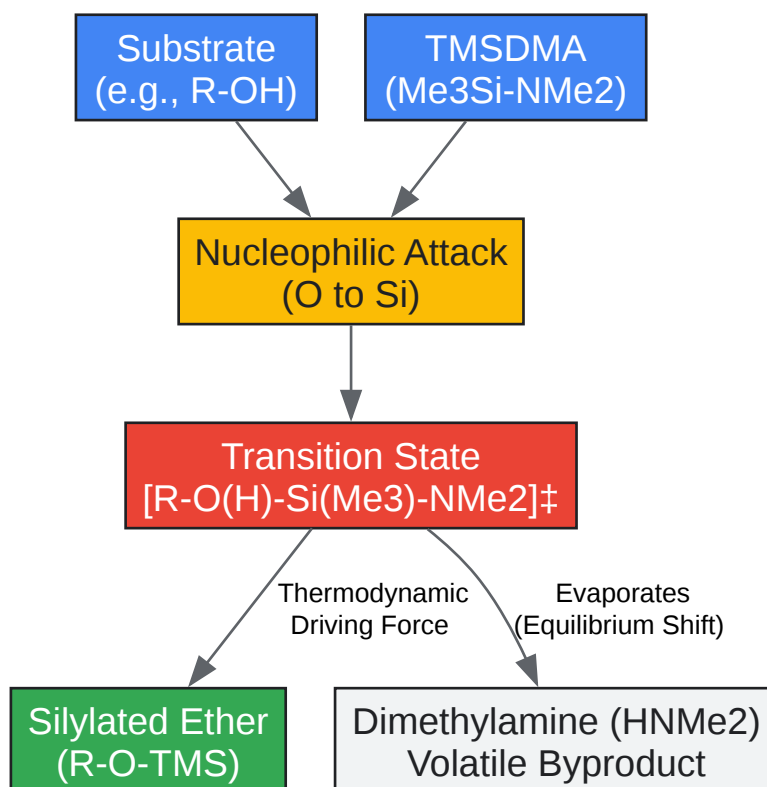 Substrate
(e.g., R-OH)
TMSDMA
(Me3Si-NMe2)
Nucleophilic Attack
(O to Si)
Transition State
[R-O(H)-Si(Me3)-NMe2]‡
Thermodynamic
Driving Force
Evaporates
(Equilibrium Shift)
Silylated Ether
(R-O-TMS)
Dimethylamine (HNMe2)
Volatile Byproduct